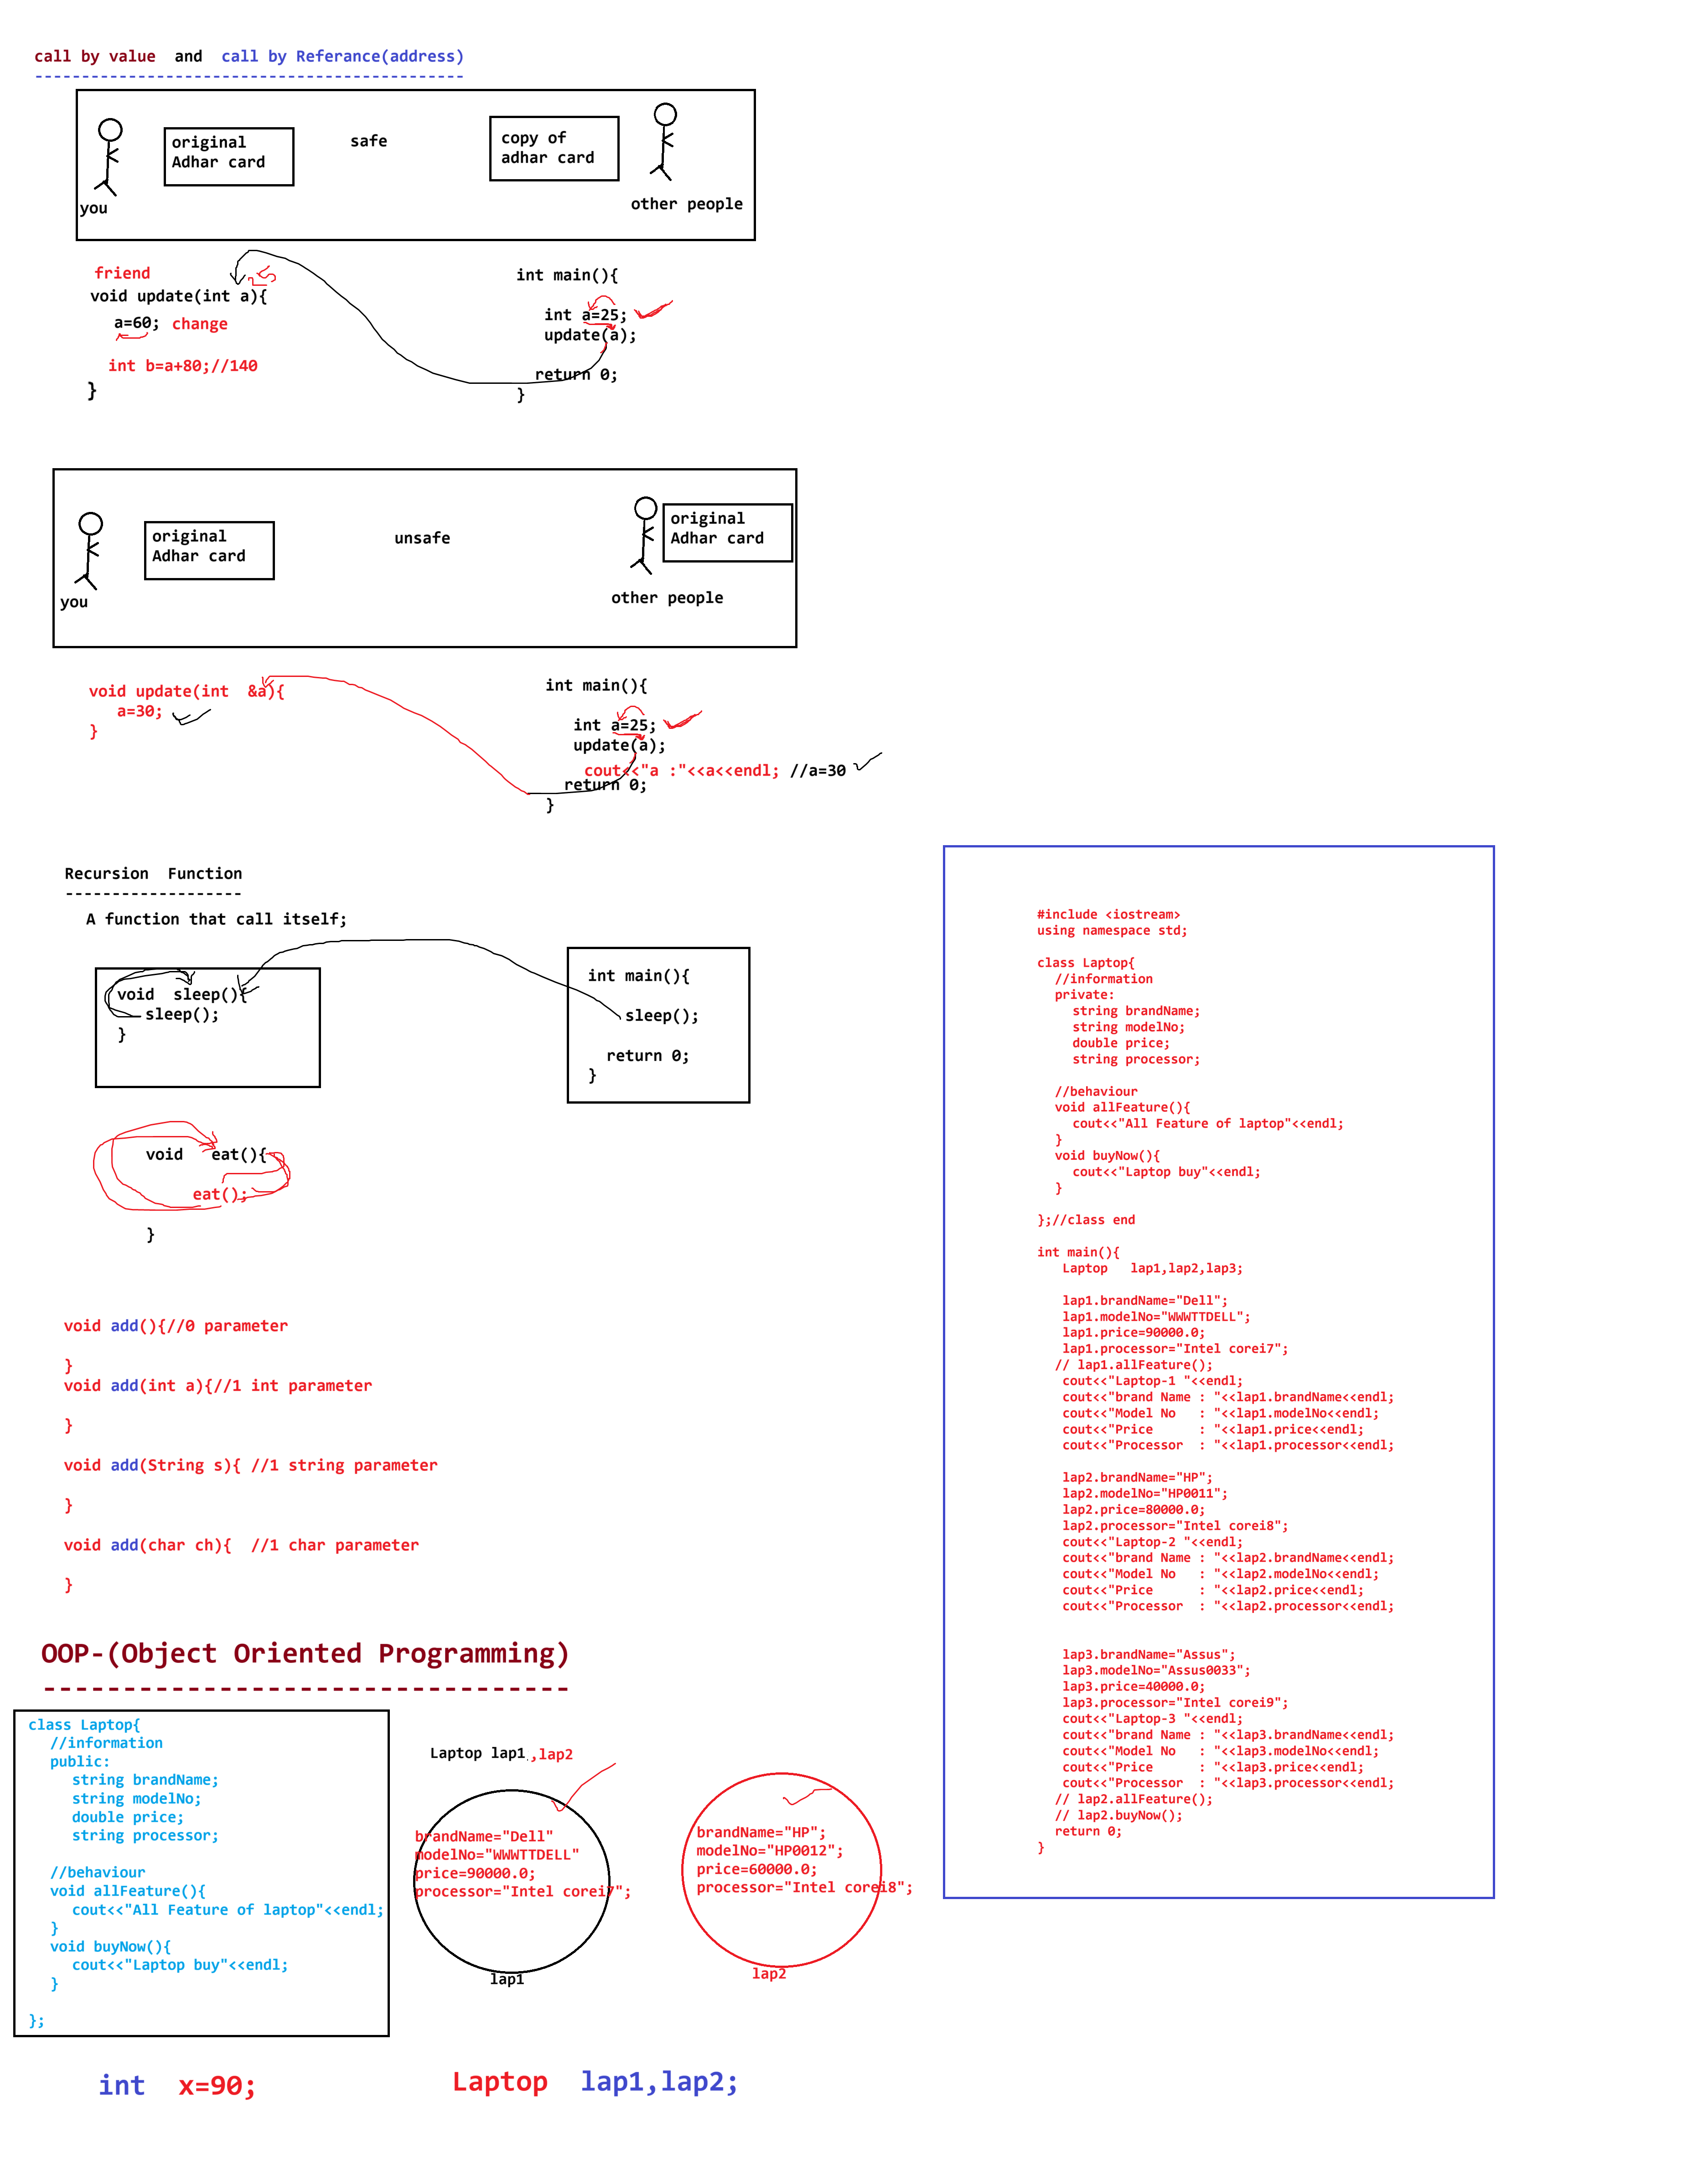 call by value  and  call by Referance(address)
----------------------------------------------
original
Adhar card
safe
copy of
adhar card
you
other people
friend
25
void update(int a){
a=60; change
int b=a+80;//140
}
int main(){
int a=25;
update(a);
return 0;
}
original
Adhar card
unsafe
original
Adhar card
you
other people
void update(int  &a){
a=30;
}
int main(){
int a=25;
update(a);
cout<<"a :"<<a<<endl; //a=30
return 0;
}
Recursion  Function
-------------------
A function that call itself;
void  sleep(){
sleep();
}
int main(){
sleep();
return 0;
}
void   eat(){
eat();
}
void add(){//0 parameter
}
void add(int a){//1 int parameter
}
void add(String s){ //1 string parameter
}
void add(char ch){  //1 char parameter
}
OOP-(Object Oriented Programming)
---------------------------------
class Laptop{
//information
public:
string brandName;
string modelNo;
double price;
string processor;
//behaviour
void allFeature(){
cout<<"All Feature of laptop"<<endl;
}
void buyNow(){
cout<<"Laptop buy"<<endl;
}
};
Laptop lap1,lap2
brandName="Dell"
modelNo="WWWTTDELL"
price=90000.0;
processor="Intel corei7";
lap1
brandName="HP";
modelNo="HP0012";
price=60000.0;
processor="Intel corei8";
lap2
int  x=90;
Laptop  lap1,lap2;
#include <iostream>
using namespace std;
class Laptop{
//information
private:
string brandName;
string modelNo;
double price;
string processor;
//behaviour
void allFeature(){
cout<<"All Feature of laptop"<<endl;
}
void buyNow(){
cout<<"Laptop buy"<<endl;
}
};//class end
int main(){
Laptop   lap1,lap2,lap3;
lap1.brandName="Dell";
lap1.modelNo="WWWTTDELL";
lap1.price=90000.0;
lap1.processor="Intel corei7";
// lap1.allFeature();
cout<<"Laptop-1 "<<endl;
cout<<"brand Name : "<<lap1.brandName<<endl;
cout<<"Model No   : "<<lap1.modelNo<<endl;
cout<<"Price      : "<<lap1.price<<endl;
cout<<"Processor  : "<<lap1.processor<<endl;
lap2.brandName="HP";
lap2.modelNo="HP0011";
lap2.price=80000.0;
lap2.processor="Intel corei8";
cout<<"Laptop-2 "<<endl;
cout<<"brand Name : "<<lap2.brandName<<endl;
cout<<"Model No   : "<<lap2.modelNo<<endl;
cout<<"Price      : "<<lap2.price<<endl;
cout<<"Processor  : "<<lap2.processor<<endl;
lap3.brandName="Assus";
lap3.modelNo="Assus0033";
lap3.price=40000.0;
lap3.processor="Intel corei9";
cout<<"Laptop-3 "<<endl;
cout<<"brand Name : "<<lap3.brandName<<endl;
cout<<"Model No   : "<<lap3.modelNo<<endl;
cout<<"Price      : "<<lap3.price<<endl;
cout<<"Processor  : "<<lap3.processor<<endl;
// lap2.allFeature();
// lap2.buyNow();
return 0;
}